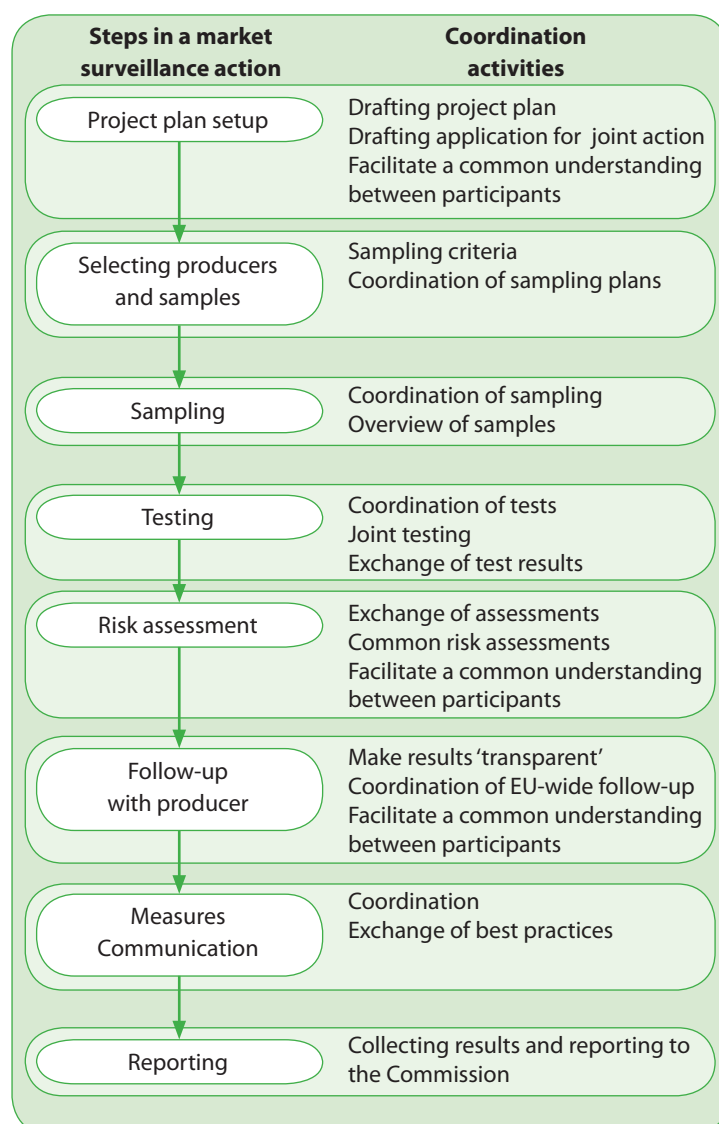 Steps in a market
surveillance action
Coordination
activities
Project plan setup
Drafting project plan
Drafting application for joint action
Facilitate a common understanding
between participants
Selecting producers
and samples
Sampling criteria
Coordination of sampling plans
Sampling
Coordination of sampling
Overview of samples
Testing
Coordination of tests
Joint testing
Exchange of test results
Risk assessment
Exchange of assessments
Common risk assessments
Facilitate a common understanding
between participants
Follow-up
with producer
Make results ‘transparent’
Coordination of EU-wide follow-up
Facilitate a common understanding
between participants
Measures
Communication
Coordination
Exchange of best practices
Reporting
Collecting results and reporting to
the Commission